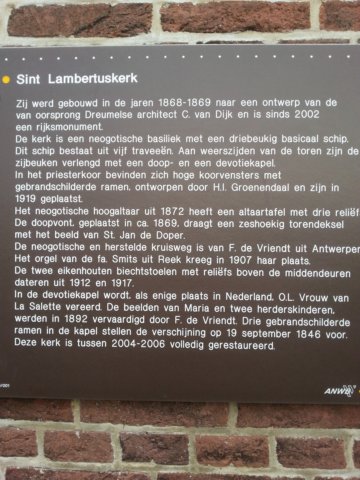 Sint Lambertuskerk
Zij werd gebouwd in de jaren 1868-1869 naar een ontwerp van de
van oorsprong Dreumelse architect C. van Dijk en is sinds 2002
een rijksmonument.
De kerk is een neogotische basiliek met een driebeukig basicaal schip.
Dit schip bestaat uit vijf traveeën. Aan weerszijden van de toren zijn de
zijbeuken verlengd met een doop- en een devotiekapel.
In het priesterkoor bevinden zich hoge koorvensters met
gebrandschilderde ramen, ontworpen door H.I. Groenendaal en zijn in
1919 geplaatst.
Het neogotische hoogaltaar uit 1872 heeft een altaartafel met drie reliëf
De doopvont, geplaatst in ca. 1869, draagt een zeshoekig torendeksel
met het beeld van St. Jan de Doper.
De neogotische en herstelde kruisweg is van F. de Vriendt uit Antwerpen
Het orgel van de fa. Smits uit Reek kreeg in 1907 haar plaats.
De twee eikenhouten biechtstoelen met reliëfs boven de middendeuren
dateren uit 1912 en 1917.
In de devotiekapel wordt, als enige plaats in Nederland, O.L. Vrouw van
La Salette vereerd. De beelden van Maria en twee herderskinderen,
werden in 1892 vervaardigd door F. de Vriendt. Drie gebrandschilderde
ramen in de kapel stellen de verschijning op 19 september 1846 voor.
Deze kerk is tussen 2004-2006 volledig gerestaureerd.
ANWB